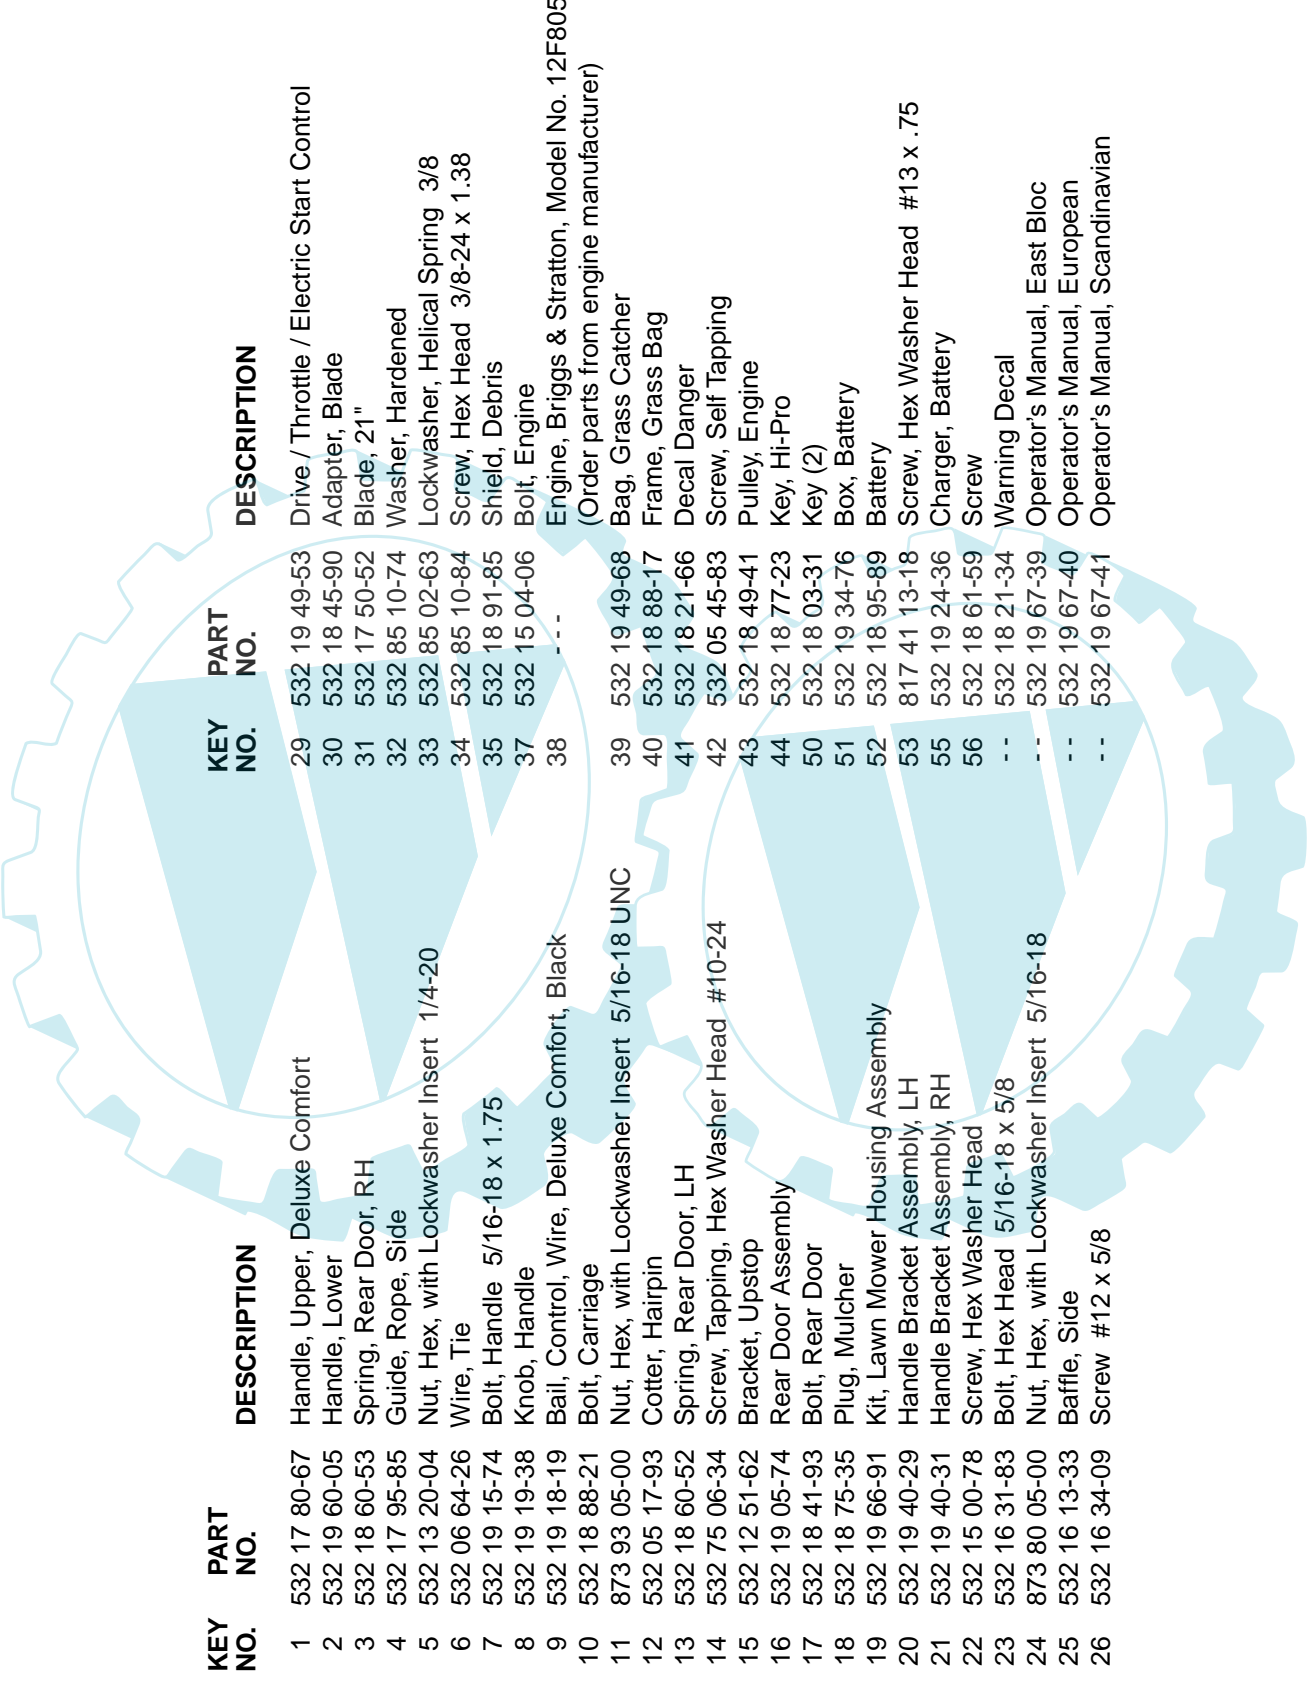 KEY PART
NO. NO. DESCRIPTION
1 532 17 80-67 Handle, Upper, Deluxe Comfort
2 532 19 60-05 Handle, Lower
3 532 18 60-53 Spring, Rear Door, RH
4 532 17 95-85 Guide, Rope, Side
5 532 13 20-04 Nut, Hex, with Lockwasher Insert 1/4-20
6 532 06 64-26 Wire, Tie
7 532 19 15-74 Bolt, Handle 5/16-18 x 1.75
8 532 19 19-38 Knob, Handle
9 532 19 18-19 Bail, Control, Wire, Deluxe Comfort, Black
10 532 18 88-21 Bolt, Carriage
11 873 93 05-00 Nut, Hex, with Lockwasher Insert 5/16-18 UNC
12 532 05 17-93 Cotter, Hairpin
13 532 18 60-52 Spring, Rear Door, LH
14 532 75 06-34 Screw, Tapping, Hex Washer Head #10-24
15 532 12 51-62 Bracket, Upstop
16 532 19 05-74 Rear Door Assembly
17 532 18 41-93 Bolt, Rear Door
18 532 18 75-35 Plug, Mulcher
19 532 19 66-91 Kit, Lawn Mower Housing Assembly
20 532 19 40-29 Handle Bracket Assembly, LH
21 532 19 40-31 Handle Bracket Assembly, RH
22 532 15 00-78 Screw, Hex Washer Head
23 532 16 31-83 Bolt, Hex Head 5/16-18 x 5/8
24 873 80 05-00 Nut, Hex, with Lockwasher Insert 5/16-18
25 532 16 13-33 Baffle, Side
26 532 16 34-09 Screw #12 x 5/8
KEY PART
NO. NO. DESCRIPTION
29 532 19 49-53 Drive / Throttle / Electric Start Control
30 532 18 45-90 Adapter, Blade
31 532 17 50-52 Blade, 21"
32 532 85 10-74 Washer, Hardened
33 532 85 02-63 Lockwasher, Helical Spring 3/8
34 532 85 10-84 Screw, Hex Head 3/8-24 x 1.38
35 532 18 91-85 Shield, Debris
37 532 15 04-06 Bolt, Engine
38 - - - Engine, Briggs & Stratton, Model No. 12F805
(Order parts from engine manufacturer)
39 532 19 49-68 Bag, Grass Catcher
40 532 18 88-17 Frame, Grass Bag
41 532 18 21-66 Decal Danger
42 532 05 45-83 Screw, Self Tapping
43 532 18 49-41 Pulley, Engine
44 532 18 77-23 Key, Hi-Pro
50 532 18 03-31 Key (2)
51 532 19 34-76 Box, Battery
52 532 18 95-89 Battery
53 817 41 13-18 Screw, Hex Washer Head #13 x .75
55 532 19 24-36 Charger, Battery
56 532 18 61-59 Screw
- - 532 18 21-34 Warning Decal
- - 532 19 67-39 Operator's Manual, East Bloc
- - 532 19 67-40 Operator's Manual, European
- - 532 19 67-41 Operator's Manual, Scandinavian